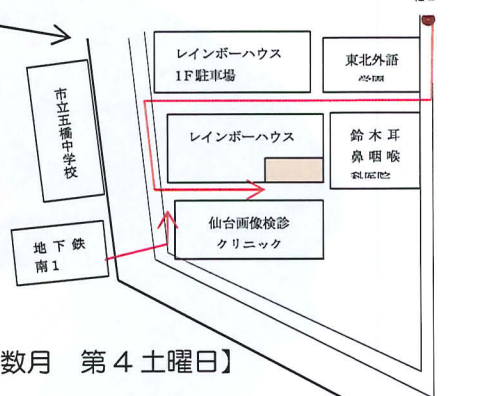 レインボーハウス
1F駐車場
東北外語
学園
市立五橋中学校
レインボーハウス
鈴木耳
鼻咽喉
科医院
仙台画像検診
クリニック
地下鉄
南1
数月 第4土曜日】